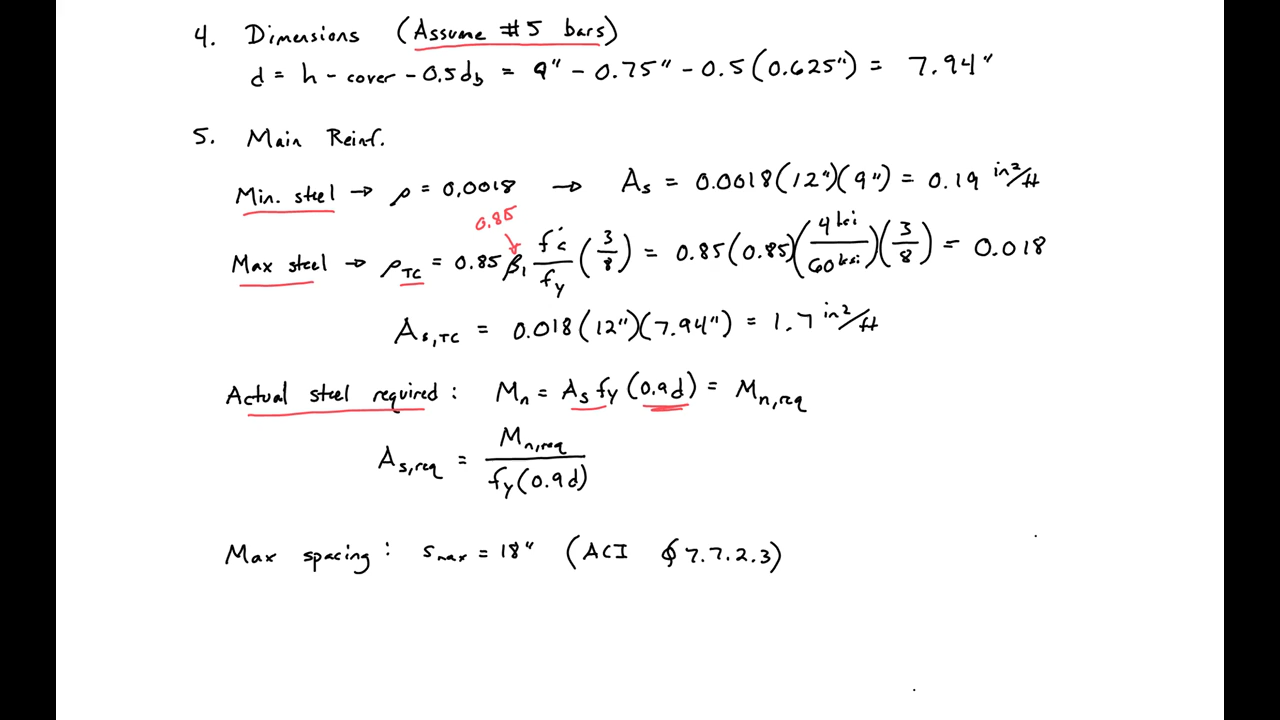 4. Dimensions (Assume #5 bars)
d = h - cover - 0.5d_b = 9" - 0.75" - 0.5(0.625") = 7.94"
5. Main Reinf.
Min. steel → ρ = 0.0018 → A_s = 0.0018(12")(9") = 0.19 in²/ft
0.85
Max steel → ρ_TC = 0.85 β_1 f'c/f_y (3/8) = 0.85(0.85)(4 ksi/60 ksi)(3/8) = 0.018
A_s,TC = 0.018(12")(7.94") = 1.7 in²/ft
Actual steel required: M_n = A_s f_y(0.9d) = M_n,req
A_s,req = M_n,req / f_y(0.9d)
Max spacing: s_max = 18" (ACI § 7.7.2.3)